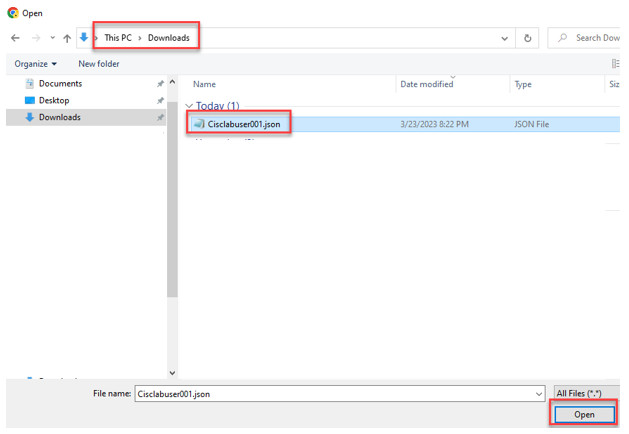 Open
This PC > Downloads
Search Dow
Organize
New folder
Documents
Desktop
Downloads
Name
Date modified
Type
Siz
Today (1)
Cisclabuser001.json
3/23/2023 8:22 PM
JSON File
File name:
Cisclabuser001.json
All Files (*.*)
Open